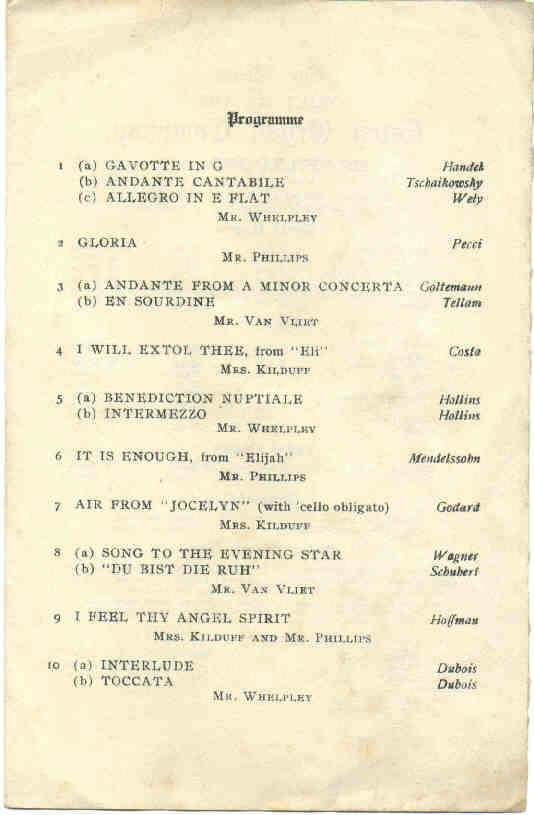 Programme
1 (a) GAVOTTE IN G Handel
(b) ANDANTE CANTABILE Tschaikowsky
(c) ALLEGRO IN E FLAT Wely
MR. WHELPLEY
2 GLORIA Pecci
MR. PHILLIPS
3 (a) ANDANTE FROM A MINOR CONCERTA Goltemann
(b) EN SOURDINE Tellam
MR. VAN VLIET
4 I WILL EXTOL THEE, from "Eli" Costa
MRS. KILDUFF
5 (a) BENEDICTION NUPTIALE Hollins
(b) INTERMEZZO Hollins
MR. WHELPLEY
6 IT IS ENOUGH, from "Elijah" Mendelssohn
MR. PHILLIPS
7 AIR FROM "JOCELYN" (with 'cello obligato) Godard
MRS. KILDUFF
8 (a) SONG TO THE EVENING STAR Wagner
(b) "DU BIST DIE RUH" Schubert
MR. VAN VLIET
9 I FEEL THY ANGEL SPIRIT Hoffman
MRS. KILDUFF AND MR. PHILLIPS
10 (a) INTERLUDE Dubois
(b) TOCCATA Dubois
MR. WHELPLEY